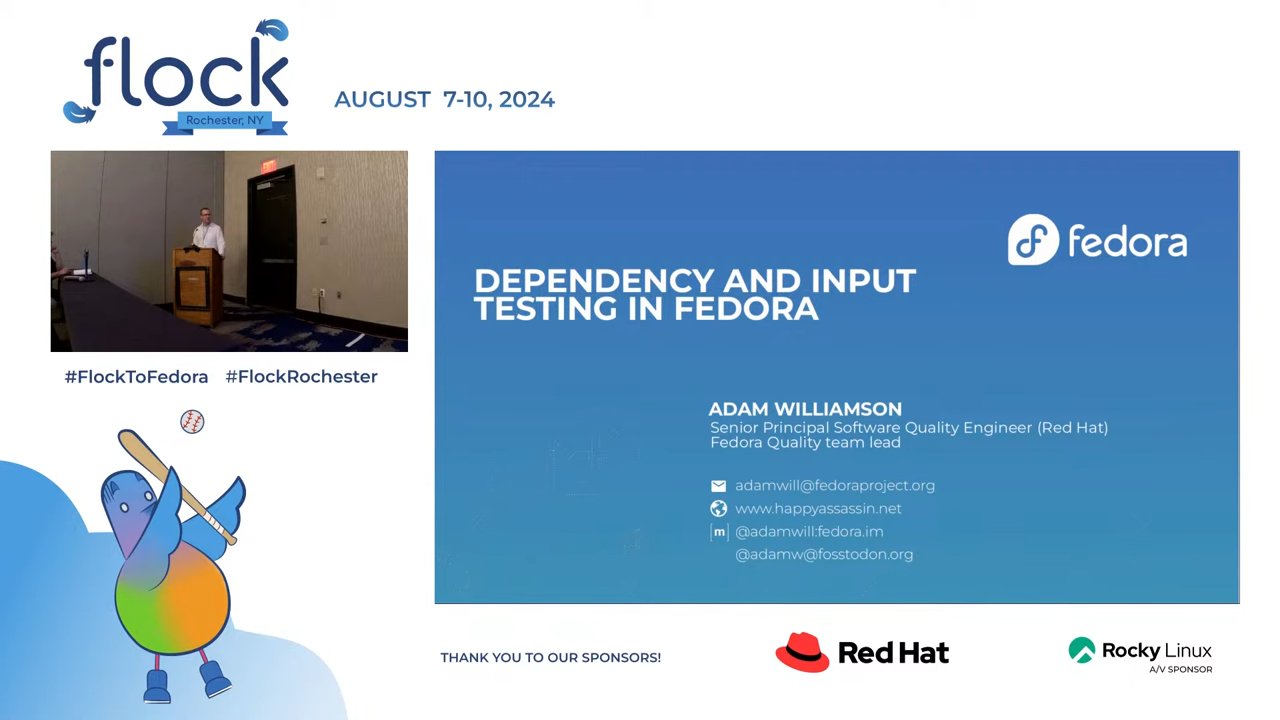 flock
Rochester, NY
AUGUST 7-10, 2024
EXIT
#FlockToFedora #FlockRochester
fedora
DEPENDENCY AND INPUT
TESTING IN FEDORA
ADAM WILLIAMSON
Senior Principal Software Quality Engineer (Red Hat)
Fedora Quality team lead
adamwill@fedoraproject.org
www.happyassassin.net
[m] @adamwill:fedora.im
@adamw@fosstodon.org
THANK YOU TO OUR SPONSORS!
Red Hat
Rocky Linux
A/V SPONSOR